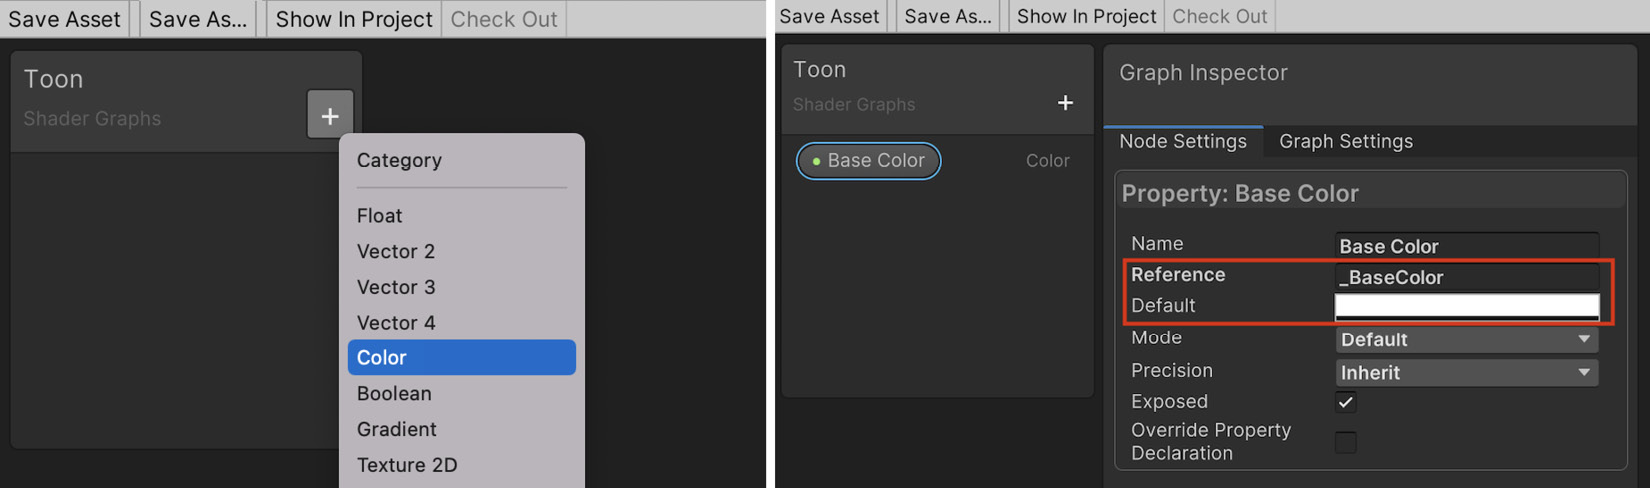 Save Asset Save As... Show In Project Check Out
Toon
Shader Graphs
+
Category
Float
Vector 2
Vector 3
Vector 4
Color
Boolean
Gradient
Texture 2D
Save Asset Save As... Show In Project Check Out
Toon
Shader Graphs +
Base Color Color
Graph Inspector
Node Settings Graph Settings
Property: Base Color
Name Base Color
Reference _BaseColor
Default
Mode Default
Precision Inherit
Exposed
Override Property
Declaration